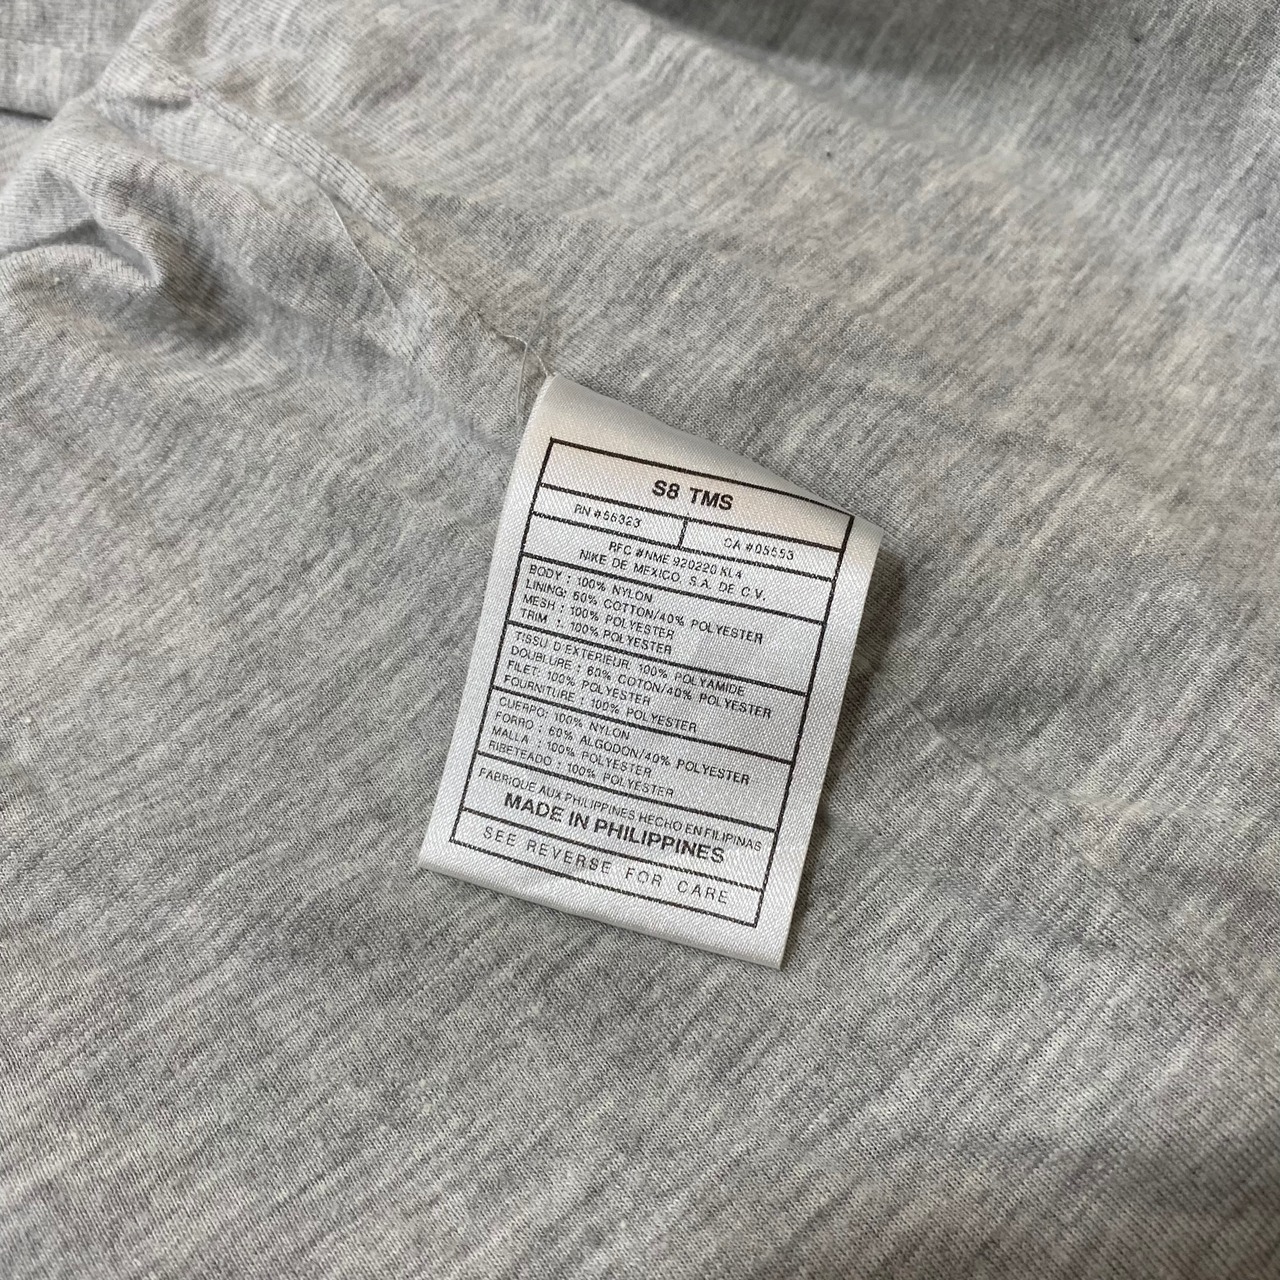 S8 TMS
RN #56323 CA #05553
RFC #NME 920220 KL4
NIKE DE MEXICO, S.A. DE C.V.
BODY : 100% NYLON
LINING: 60% COTTON/40% POLYESTER
MESH : 100% POLYESTER
TRIM : 100% POLYESTER
TISSU D'EXTERIEUR: 100% POLYAMIDE
DOUBLURE : 60% COTON/40% POLYESTER
FILET: 100% POLYESTER
FOURNITURE : 100% POLYESTER
CUERPO: 100% NYLON
FORRO : 60% ALGODON/40% POLYESTER
MALLA : 100% POLYESTER
RIBETEADO : 100% POLYESTER
FABRIQUE AUX PHILIPPINES HECHO EN FILIPINAS
MADE IN PHILIPPINES
SEE REVERSE FOR CARE